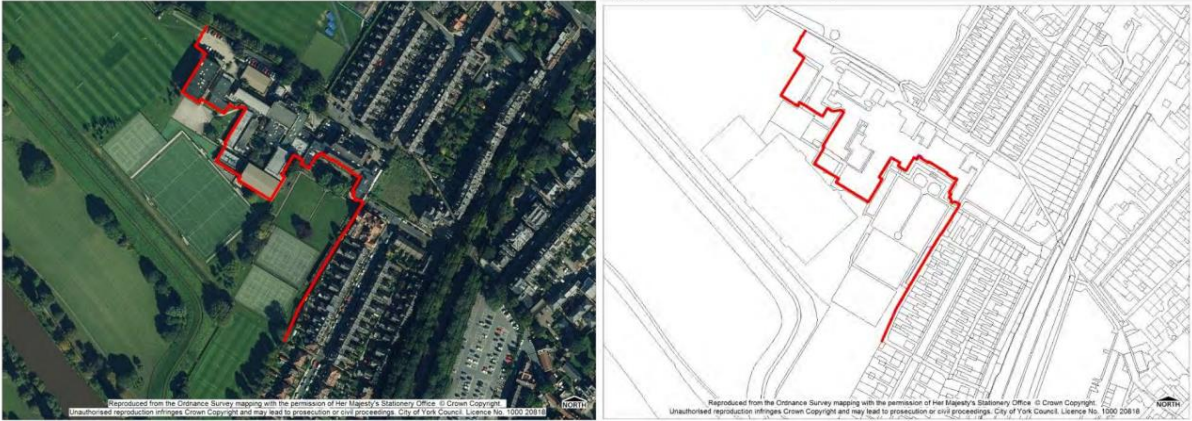 Reproduced from the Ordnance Survey mapping with the permission of Her Majesty's Stationery Office © Crown Copyright.
Unauthorised reproduction infringes Crown Copyright and may lead to prosecution or civil proceedings. City of York Council. Licence No. 1000 20818
NORTH
Reproduced from the Ordnance Survey mapping with the permission of Her Majesty's Stationery Office © Crown Copyright.
Unauthorised reproduction infringes Crown Copyright and may lead to prosecution or civil proceedings. City of York Council. Licence No. 1000 20818
NORTH